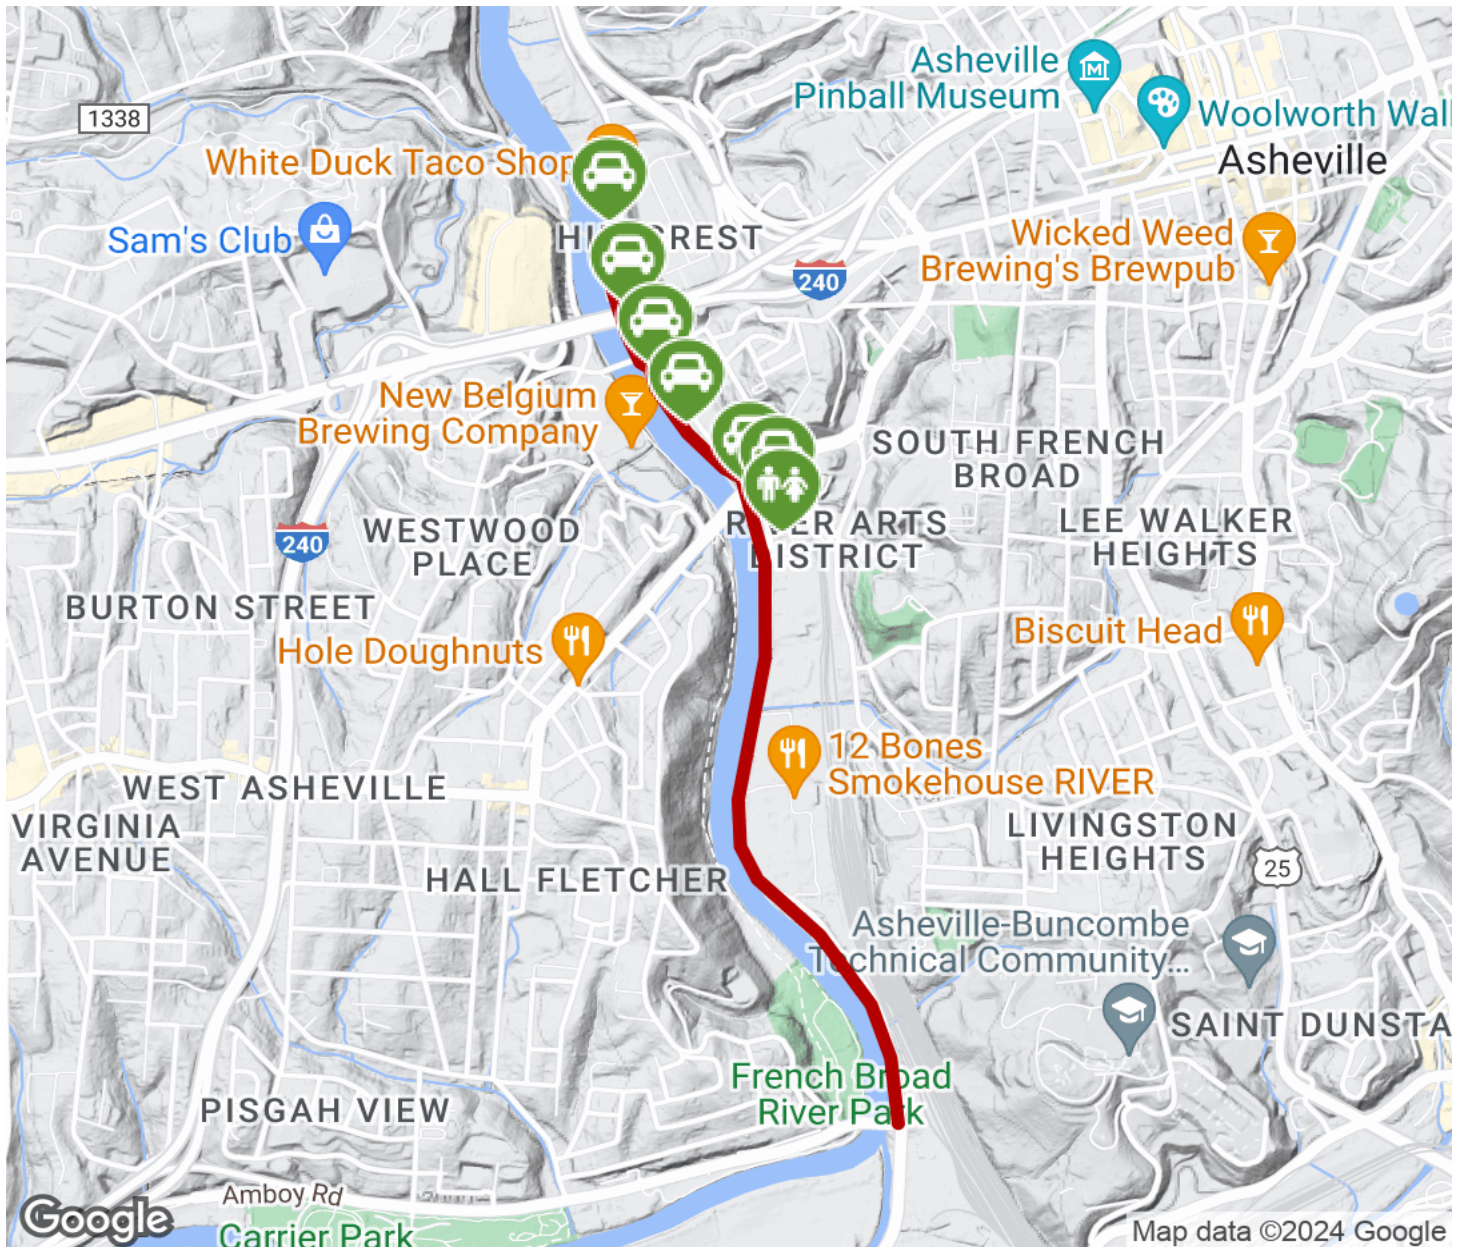 Asheville
Pinball Museum
1338
Woolworth Wal
White Duck Taco Shop
Asheville
Sam's Club
Wicked Weed
Brewing's Brewpub
240
New Belgium
Brewing Company
SOUTH FRENCH
BROAD
RIVER ARTS
DISTRICT
LEE WALKER
HEIGHTS
WESTWOOD
PLACE
240
BURTON STREET
Hole Doughnuts
Biscuit Head
12 Bones
Smokehouse RIVER
WEST ASHEVILLE
VIRGINIA
AVENUE
LIVINGSTON
HEIGHTS
25
HALL FLETCHER
Asheville-Buncombe
Technical Community...
SAINT DUNSTA
French Broad
River Park
PISGAH VIEW
Amboy Rd
Carrier Park
Google
Map data ©2024 Google